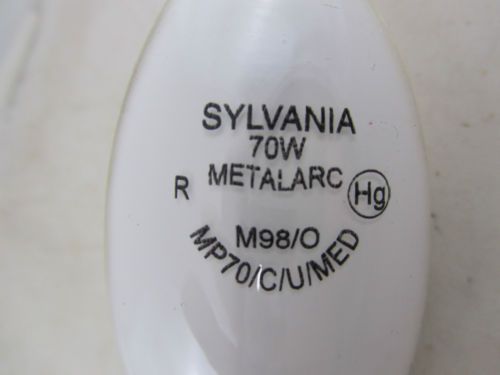 SYLVANIA
70W
METALARC
R
Hg
M98/O
MP70/C/U/MED